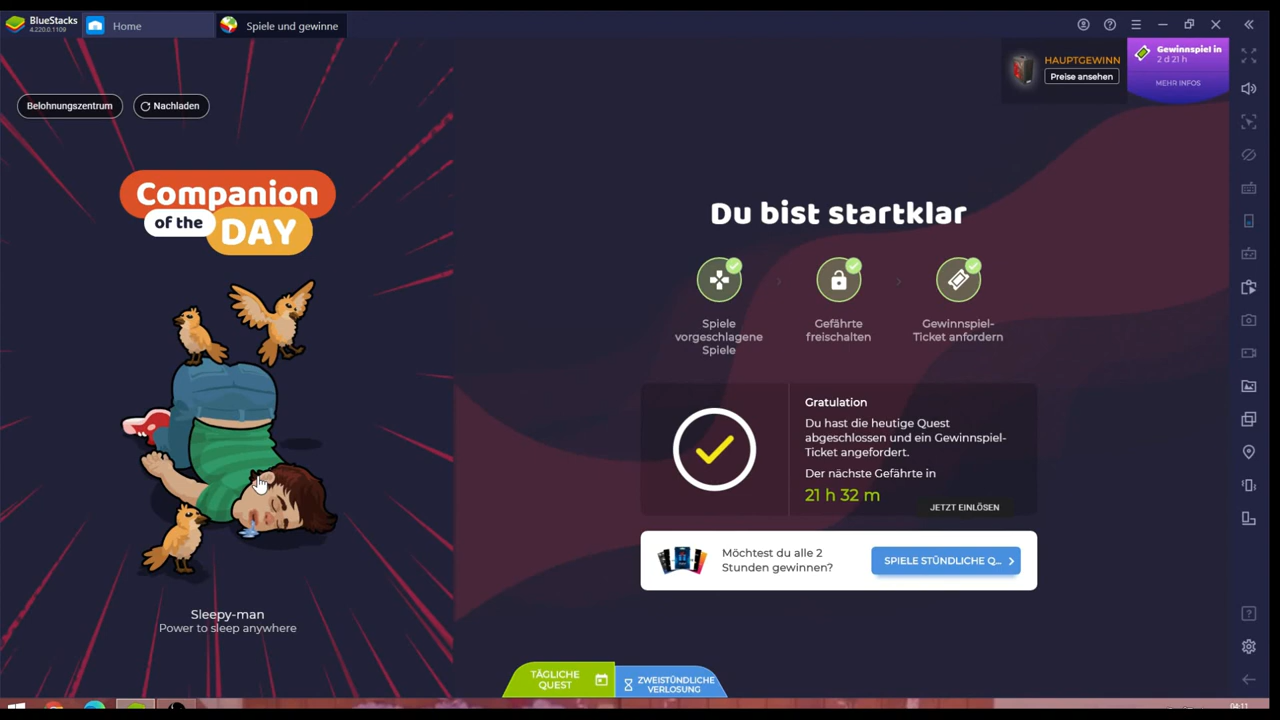 BlueStacks
4.220.0.1109
Home
Spiele und gewinne
HAUPTGEWINN
Preise ansehen
Gewinnspiel in
2 d 21 h
MEHR INFOS
Belohnungszentrum
Nachladen
Companion
of the
DAY
Sleepy-man
Power to sleep anywhere
Du bist startklar
Spiele
vorgeschlagene
Spiele
Gefährte
freischalten
Gewinnspiel-
Ticket anfordern
Gratulation
Du hast die heutige Quest
abgeschlossen und ein Gewinnspiel-
Ticket angefordert.
Der nächste Gefährte in
21 h 32 m
JETZT EINLÖSEN
Möchtest du alle 2
Stunden gewinnen?
SPIELE STÜNDLICHE Q...
TÄGLICHE
QUEST
ZWEISTÜNDLICHE
VERLOSUNG
04:11